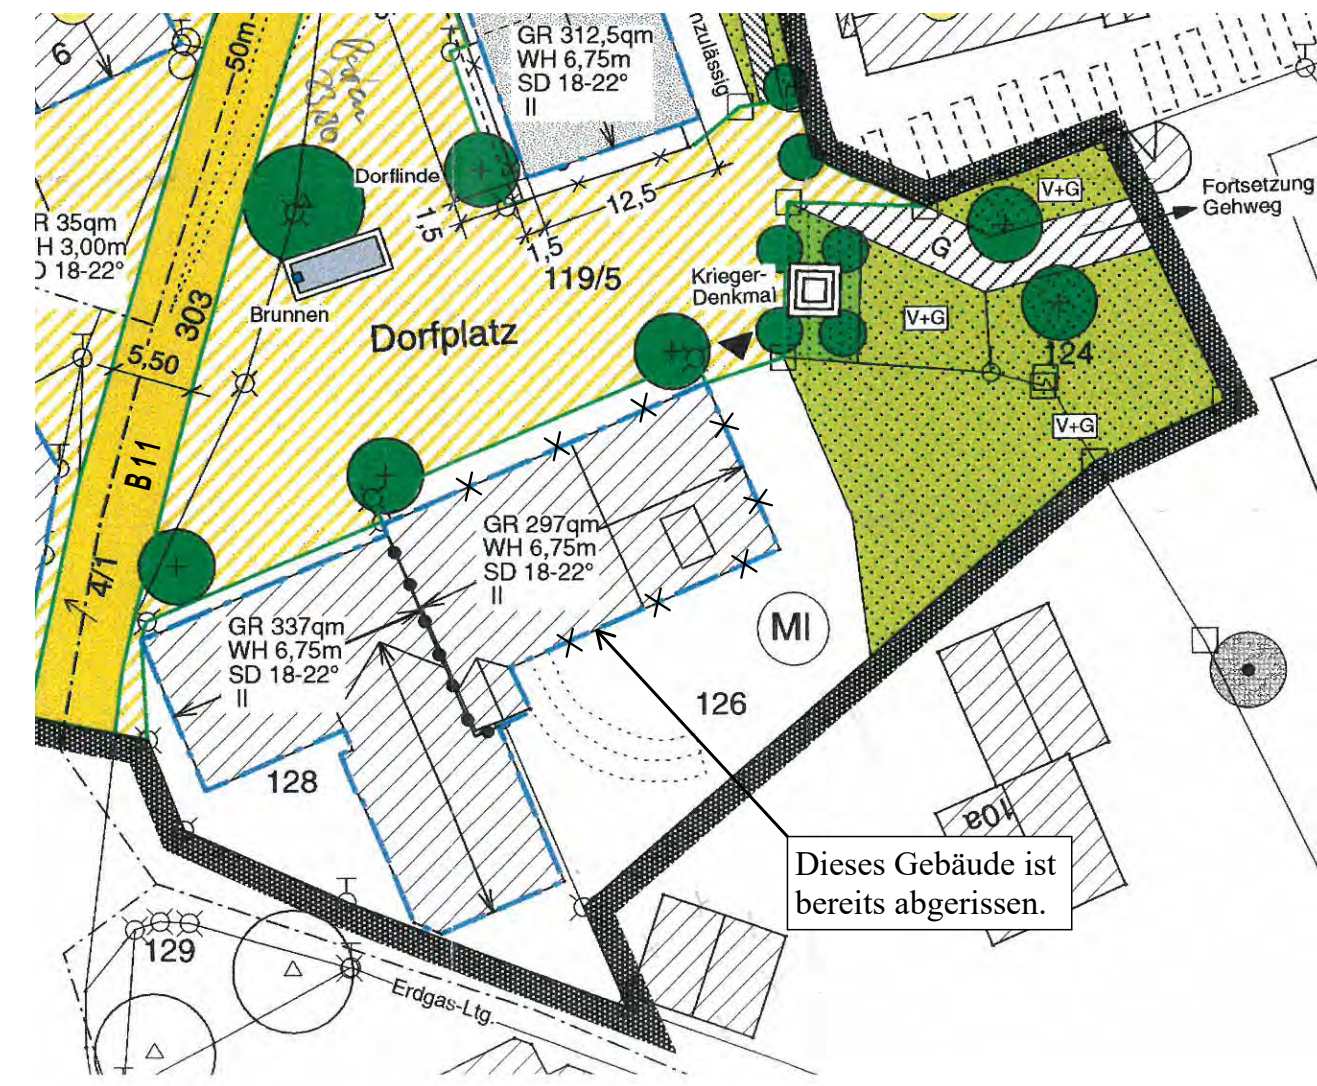 6
50m
GR 312,5qm
WH 6,75m
SD 18-22°
II
nzulässig
Dorflinde
R 35qm
H 3,00m
D 18-22°
1,5
1,5
12,5
119/5
V+G
Fortsetzung
Gehweg
G
Krieger-
Denkmal
V+G
124
V+G
Brunnen
303
Dorfplatz
5,50
B11
4/1
GR 297qm
WH 6,75m
SD 18-22°
II
GR 337qm
WH 6,75m
SD 18-22°
II
MI
126
128
10a
Dieses Gebäude ist
bereits abgerissen.
129
Erdgas-Ltg.